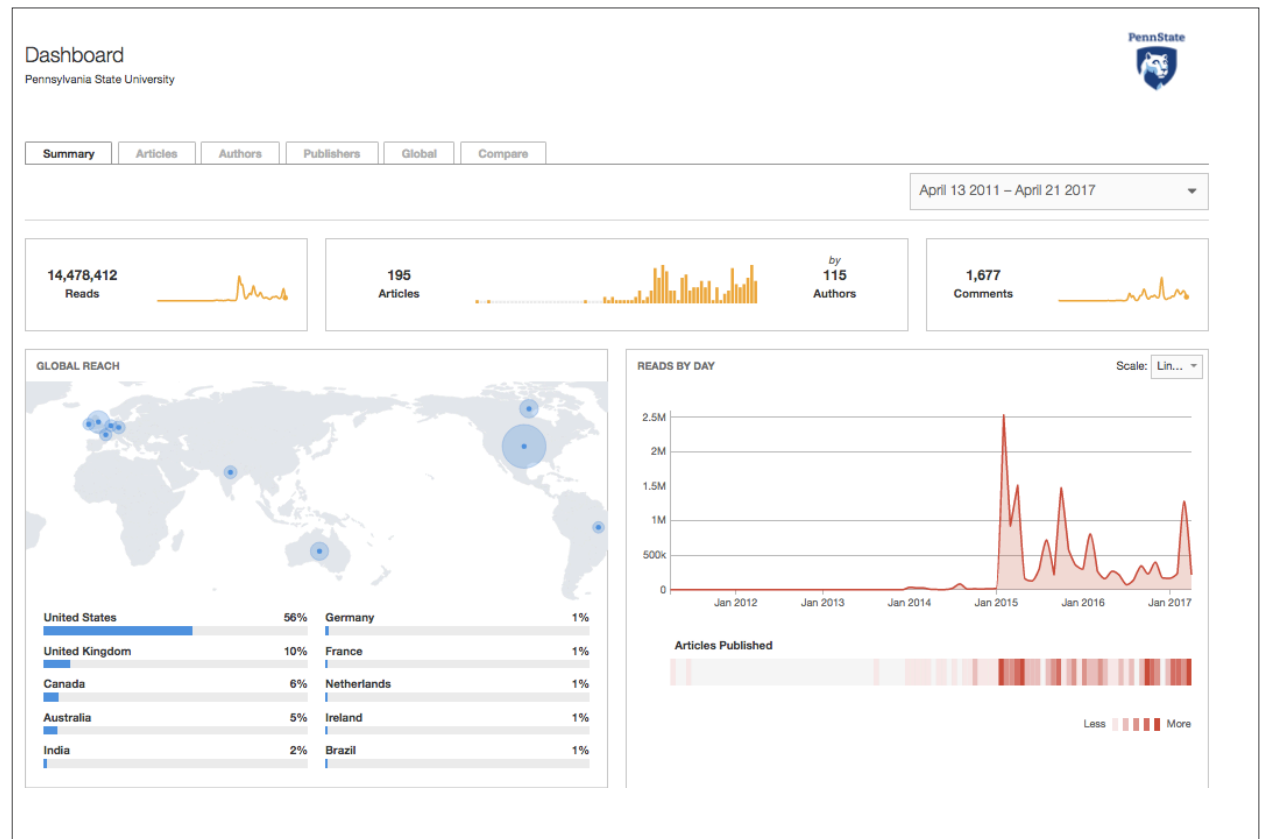 Dashboard
Pennsylvania State University
PennState
Summary
Articles
Authors
Publishers
Global
Compare
April 13 2011 – April 21 2017
14,478,412
Reads
195
Articles
by
115
Authors
1,677
Comments
GLOBAL REACH
United States 56%
United Kingdom 10%
Canada 6%
Australia 5%
India 2%
Germany 1%
France 1%
Netherlands 1%
Ireland 1%
Brazil 1%
READS BY DAY
Scale: Lin...
2.5M
2M
1.5M
1M
500k
0
Jan 2012 Jan 2013 Jan 2014 Jan 2015 Jan 2016 Jan 2017
Articles Published
Less More